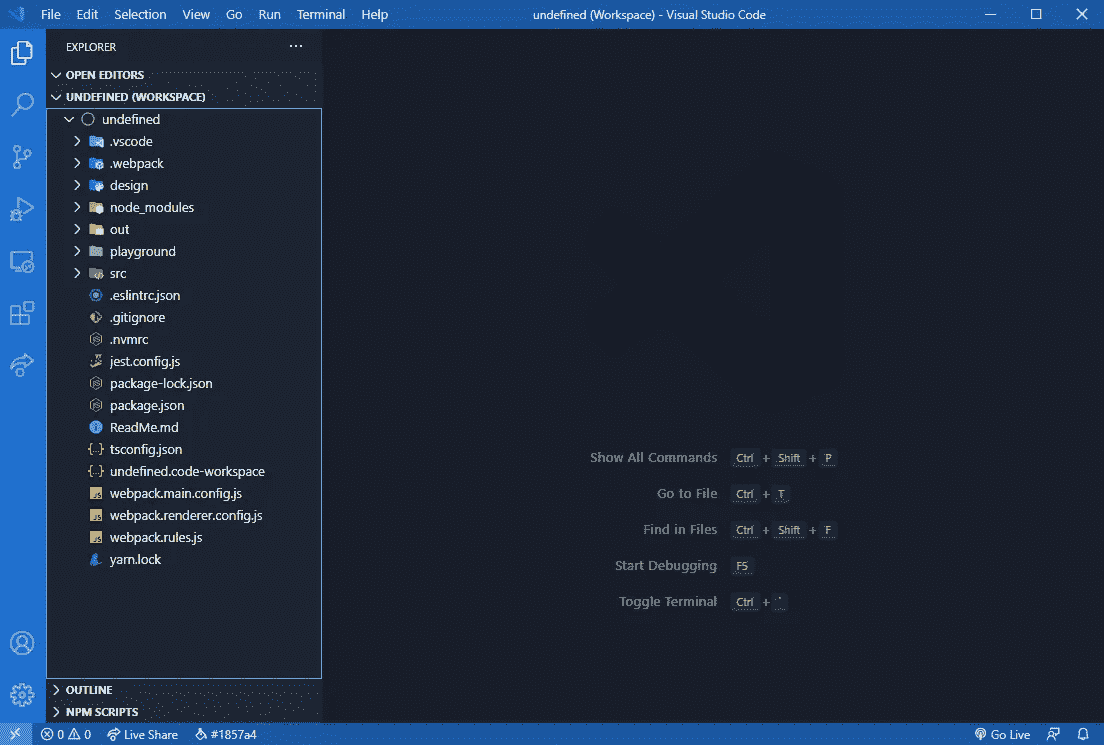 File Edit Selection View Go Run Terminal Help undefined (Workspace) - Visual Studio Code
EXPLORER ...
OPEN EDITORS
UNDEFINED (WORKSPACE)
undefined
.vscode
.webpack
design
node_modules
out
playground
src
.eslintrc.json
.gitignore
.nvmrc
jest.config.js
package-lock.json
package.json
ReadMe.md
{..} tsconfig.json
{..} undefined.code-workspace
JS webpack.main.config.js
JS webpack.renderer.config.js
JS webpack.rules.js
yarn.lock
Show All Commands Ctrl + Shift + P
Go to File Ctrl + T
Find in Files Ctrl + Shift + F
Start Debugging F5
Toggle Terminal Ctrl + `
OUTLINE
NPM SCRIPTS
0 0 Live Share #1857a4 Go Live